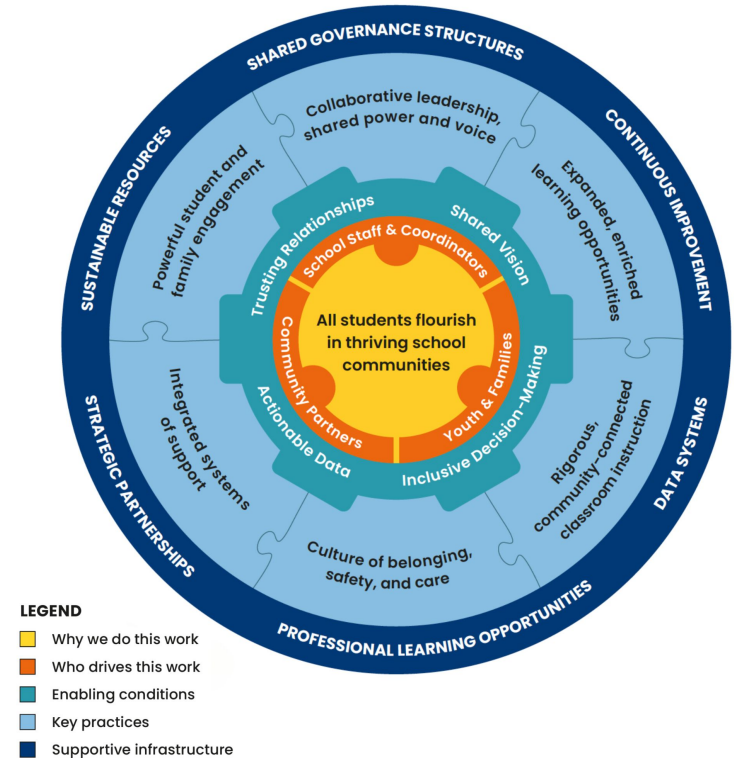 SHARED GOVERNANCE STRUCTURES
CONTINUOUS IMPROVEMENT
DATA SYSTEMS
PROFESSIONAL LEARNING OPPORTUNITIES
STRATEGIC PARTNERSHIPS
SUSTAINABLE RESOURCES
Collaborative leadership,
shared power and voice
Expanded, enriched
learning opportunities
Rigorous,
community-connected
classroom instruction
Culture of belonging,
safety, and care
Integrated systems
of support
Powerful student and
family engagement
Trusting Relationships
Shared Vision
Inclusive Decision-Making
Actionable Data
School Staff & Coordinators
Youth & Families
Community Partners
All students flourish
in thriving school
communities
LEGEND
Why we do this work
Who drives this work
Enabling conditions
Key practices
Supportive infrastructure